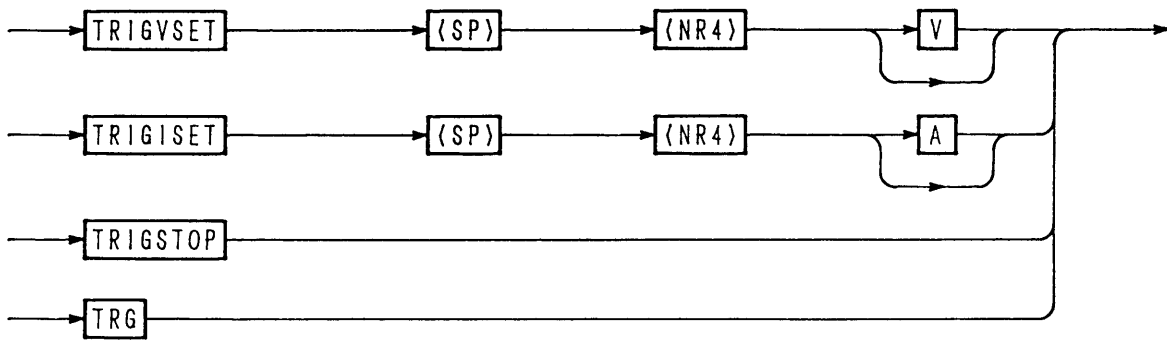 TRIGVSET (SP) (NR4) V
TRIGISET (SP) (NR4) A
TRIGSTOP
TRG